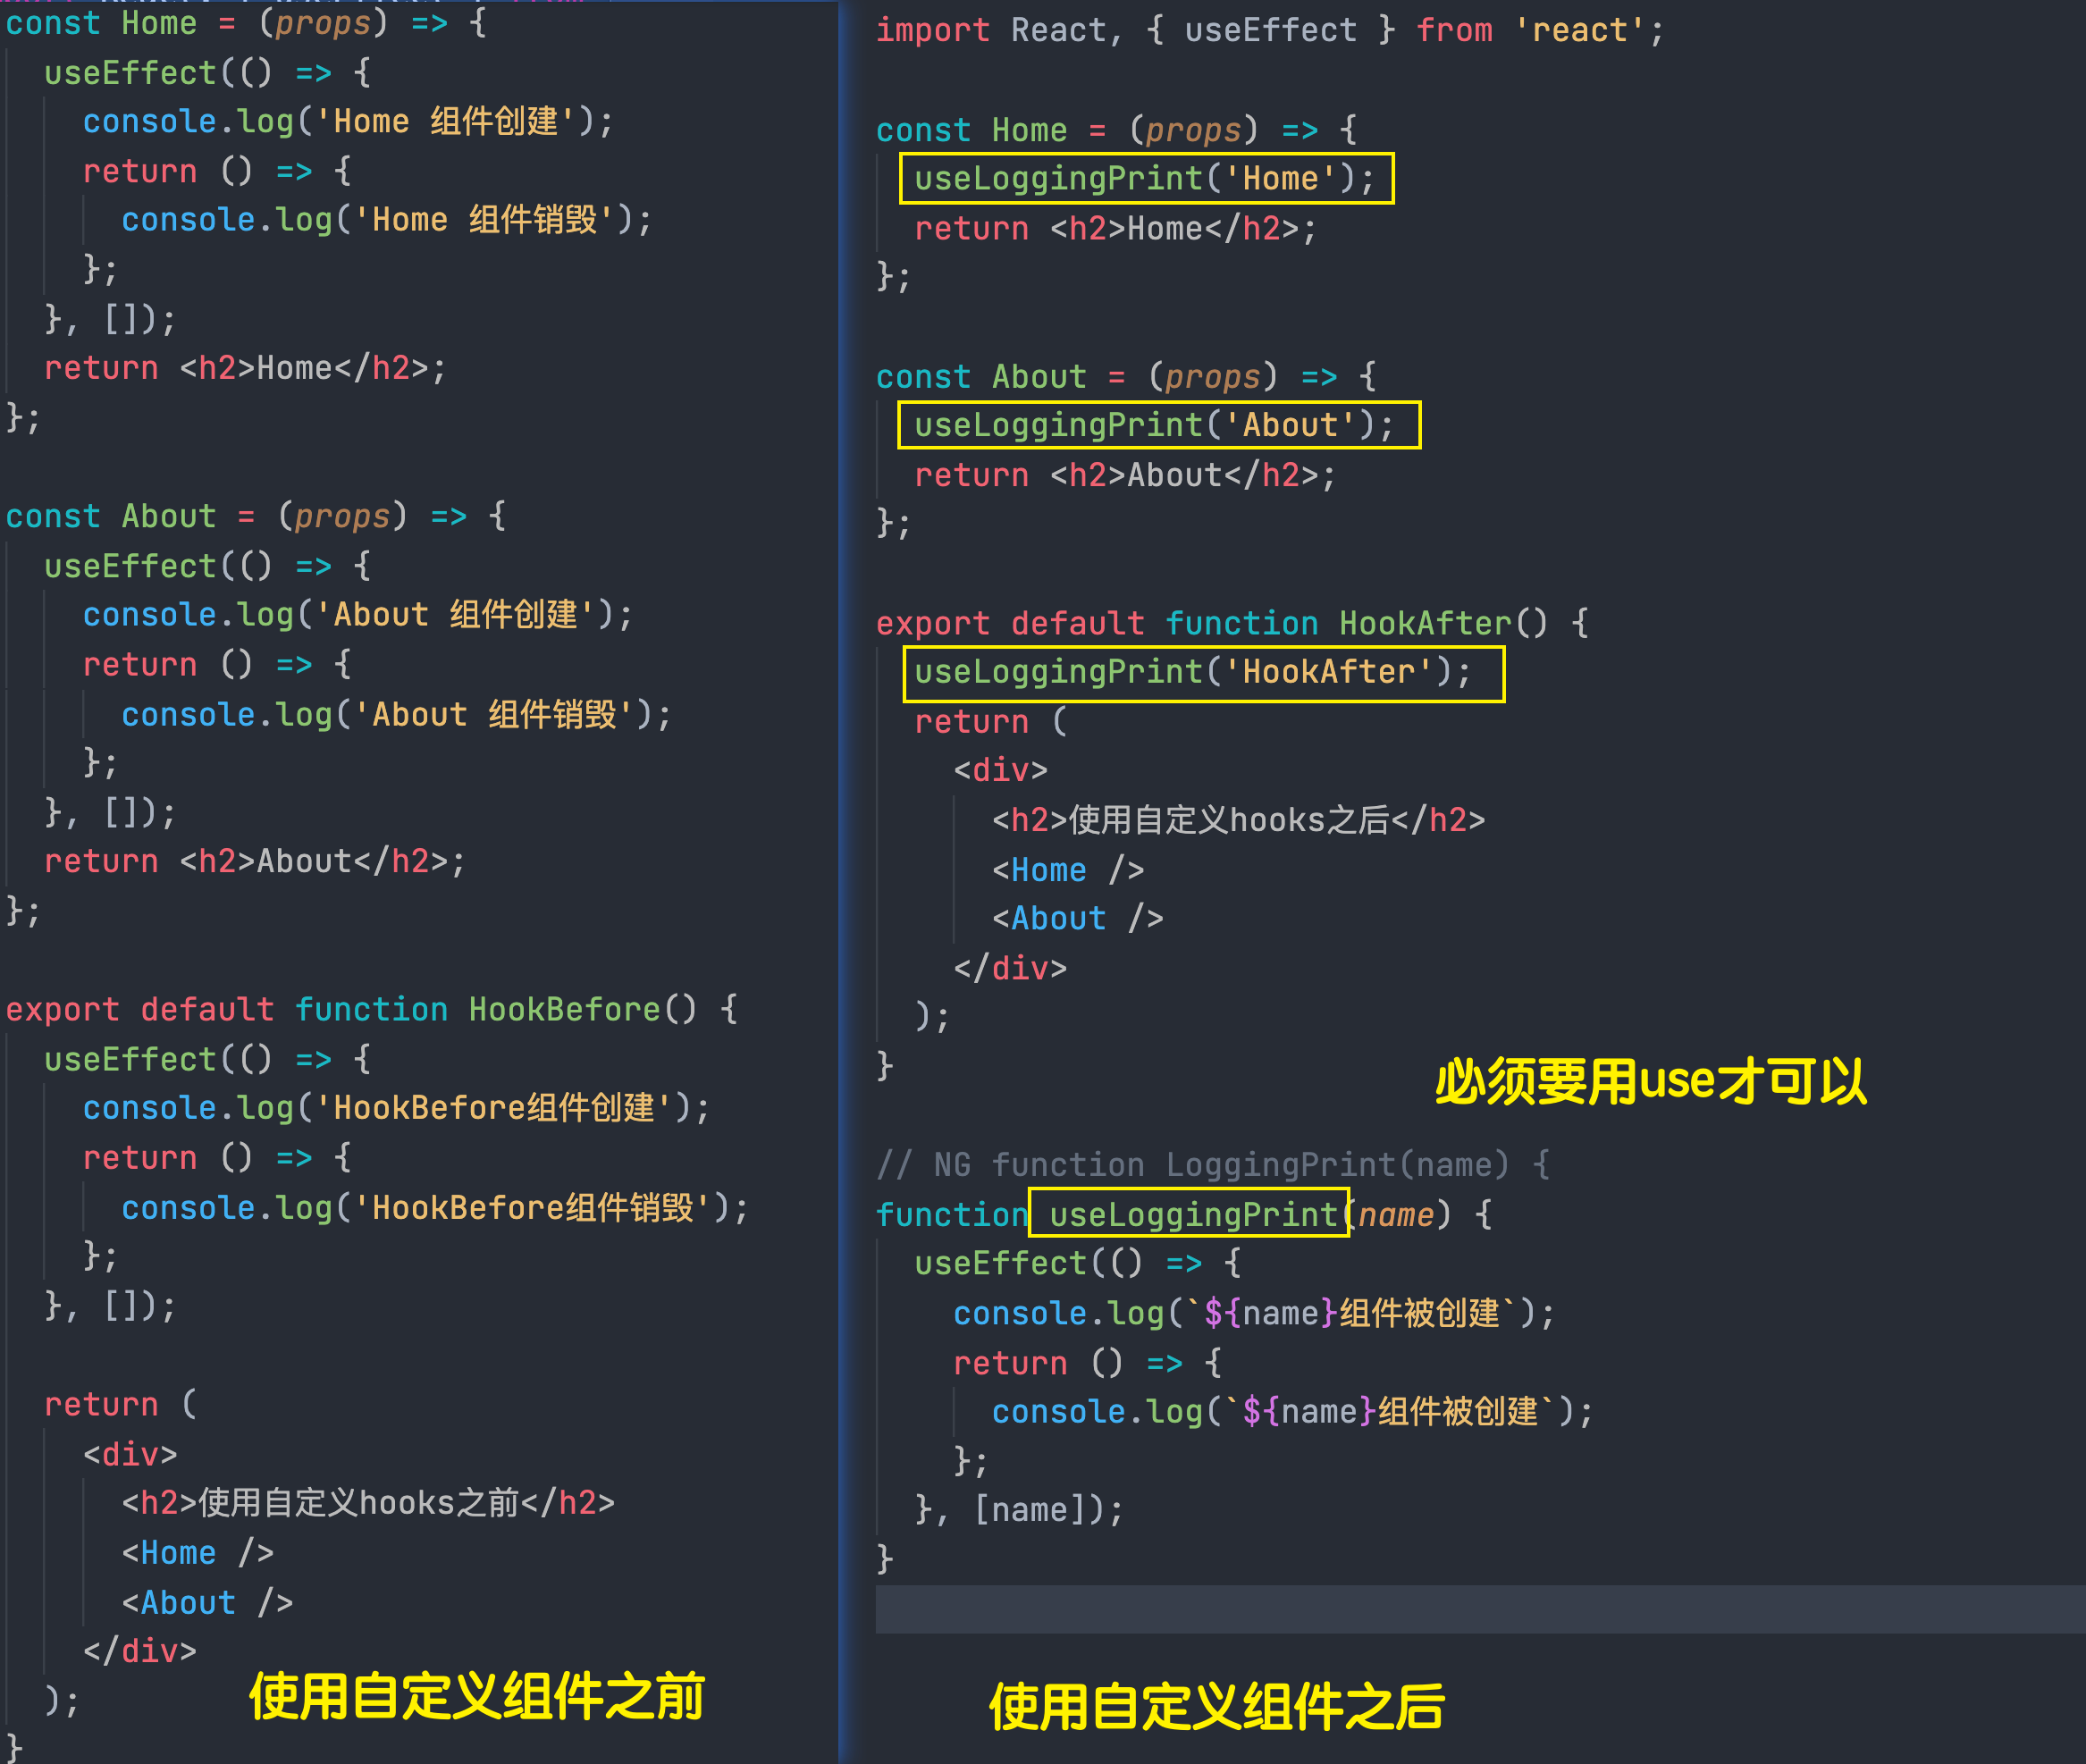 const Home = (props) => {
  useEffect(() => {
    console.log('Home 组件创建');
    return () => {
      console.log('Home 组件销毁');
    };
  }, []);
  return <h2>Home</h2>;
};

const About = (props) => {
  useEffect(() => {
    console.log('About 组件创建');
    return () => {
      console.log('About 组件销毁');
    };
  }, []);
  return <h2>About</h2>;
};

export default function HookBefore() {
  useEffect(() => {
    console.log('HookBefore组件创建');
    return () => {
      console.log('HookBefore组件销毁');
    };
  }, []);

  return (
    <div>
      <h2>使用自定义hooks之前</h2>
      <Home />
      <About />
    </div>
  );
}
使用自定义组件之前

import React, { useEffect } from 'react';

const Home = (props) => {
  useLoggingPrint('Home');
  return <h2>Home</h2>;
};

const About = (props) => {
  useLoggingPrint('About');
  return <h2>About</h2>;
};

export default function HookAfter() {
  useLoggingPrint('HookAfter');
  return (
    <div>
      <h2>使用自定义hooks之后</h2>
      <Home />
      <About />
    </div>
  );
}
必须要用use才可以

// NG function LoggingPrint(name) {
function useLoggingPrint(name) {
  useEffect(() => {
    console.log(`${name}组件被创建`);
    return () => {
      console.log(`${name}组件被创建`);
    };
  }, [name]);
}
使用自定义组件之后